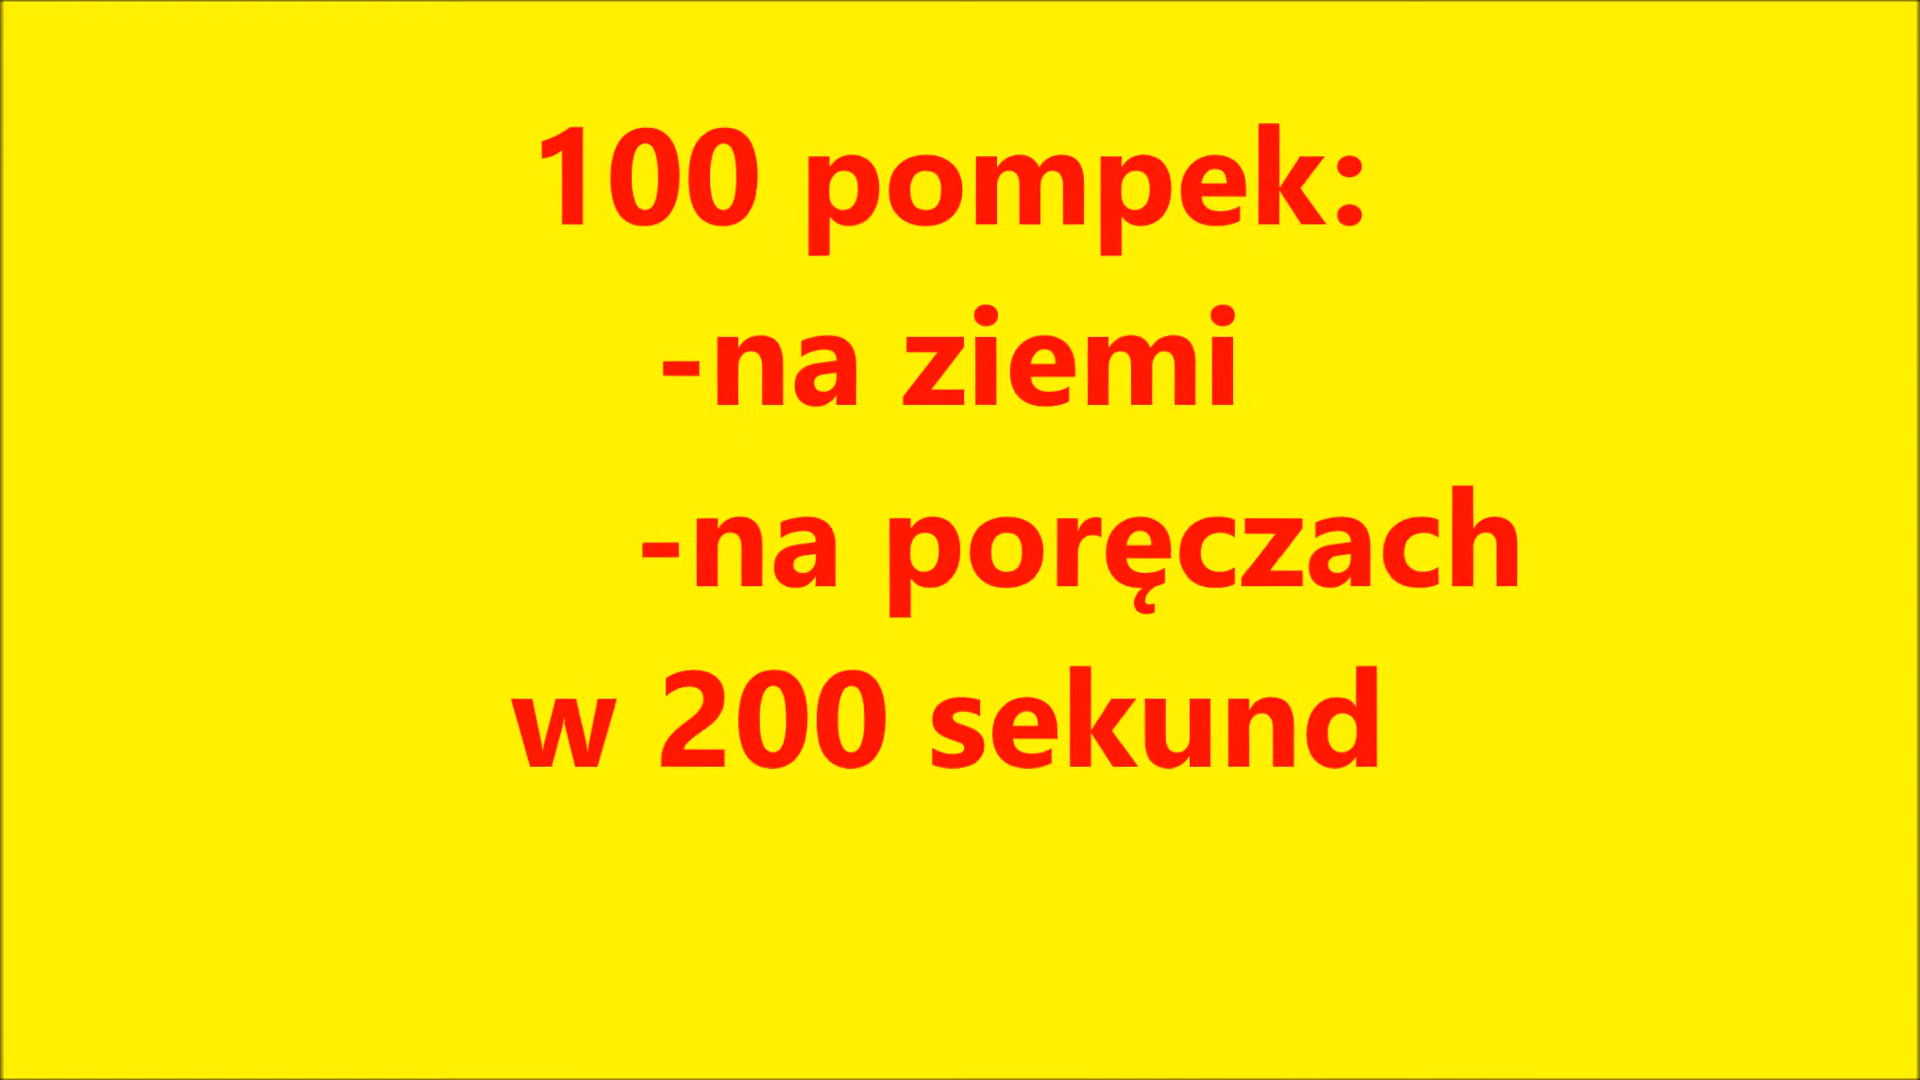 100 pompek:
-na ziemi
-na poręczach
w 200 sekund